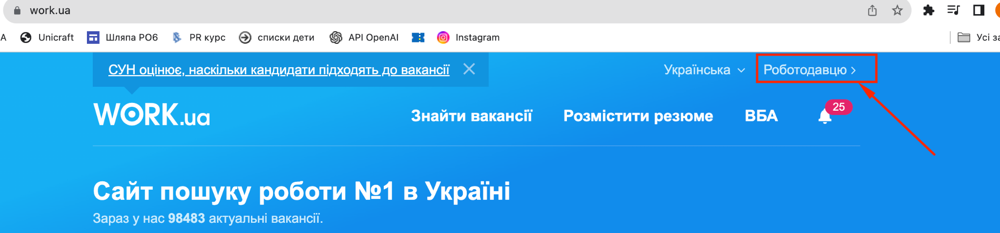 work.ua
A Unicraft Шляпа РО6 PR курс списки дети API OpenAI Instagram Усі за
СУН оцінює, наскільки кандидати підходять до вакансії Українська Роботодавцю
WORK.ua Знайти вакансії Розмістити резюме ВБА 25
Сайт пошуку роботи №1 в Україні
Зараз у нас 98483 актуальні вакансії.